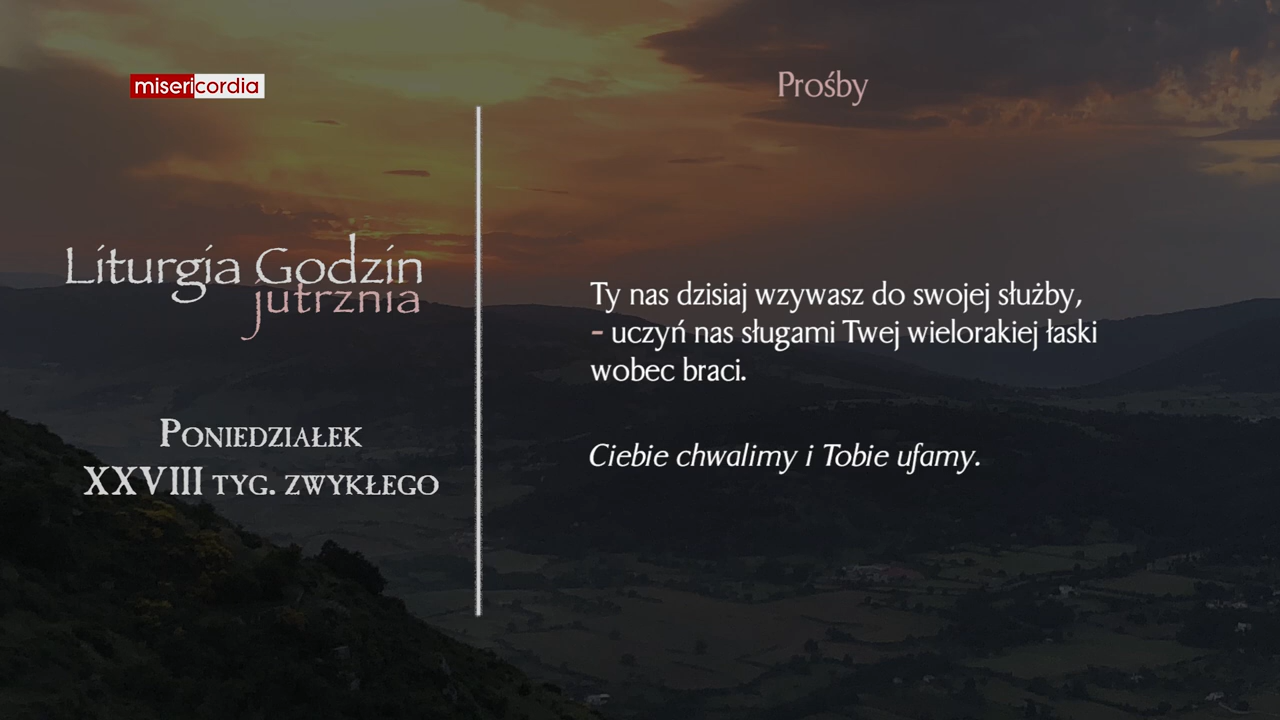 misericordia
Liturgia Godzin
jutrznia
Poniedziałek
XXVIII tyg. zwykłego
Prośby
Ty nas dzisiaj wzywasz do swojej służby,
- uczyń nas sługami Twej wielorakiej łaski
wobec braci.
Ciebie chwalimy i Tobie ufamy.